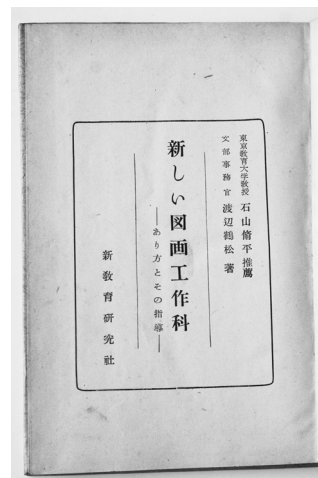 東京教育大学教授 石山脩平推薦
文部事務官 渡辺鶴松著
新しい図画工作科
——あり方とその指導——
新教育研究社